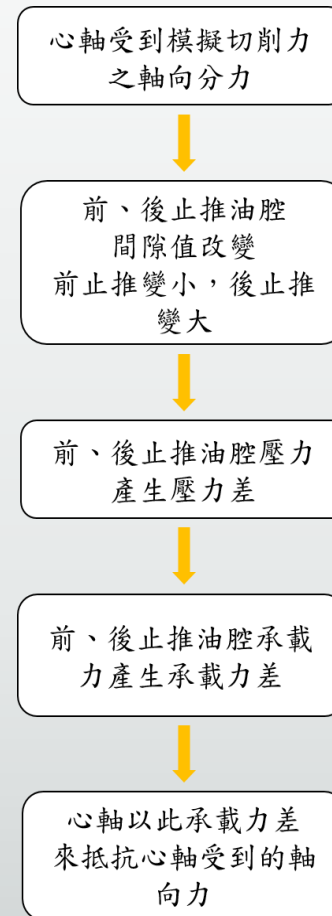 心軸受到模擬切削力
之軸向分力
前、後止推油腔
間隙值改變
前止推變小，後止推
變大
前、後止推油腔壓力
產生壓力差
前、後止推油腔承載
力產生承載力差
心軸以此承載力差
來抵抗心軸受到的軸
向力